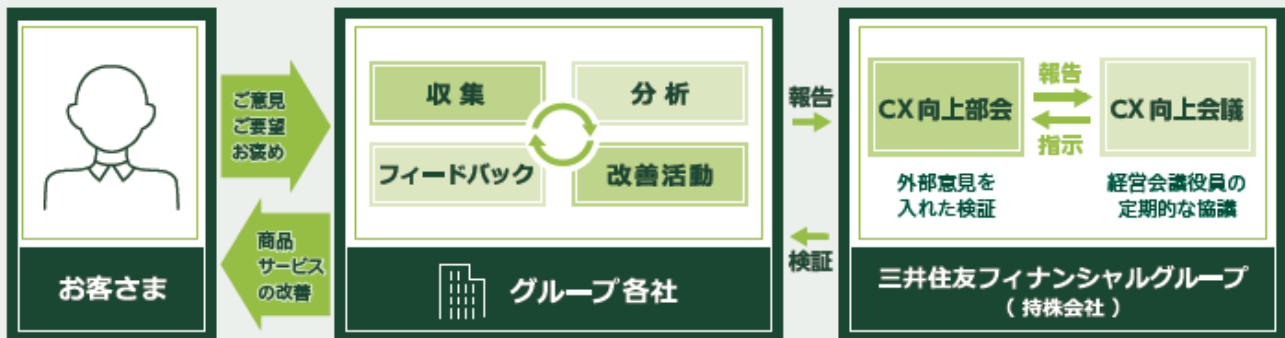 ご意見
ご要望
お褒め
商品
サービス
の改善
お客さま
収集
分析
フィードバック
改善活動
グループ各社
報告
検証
CX向上部会
報告
指示
CX向上会議
外部意見を
入れた検証
経営会議役員の
定期的な協議
三井住友フィナンシャルグループ
(持株会社)